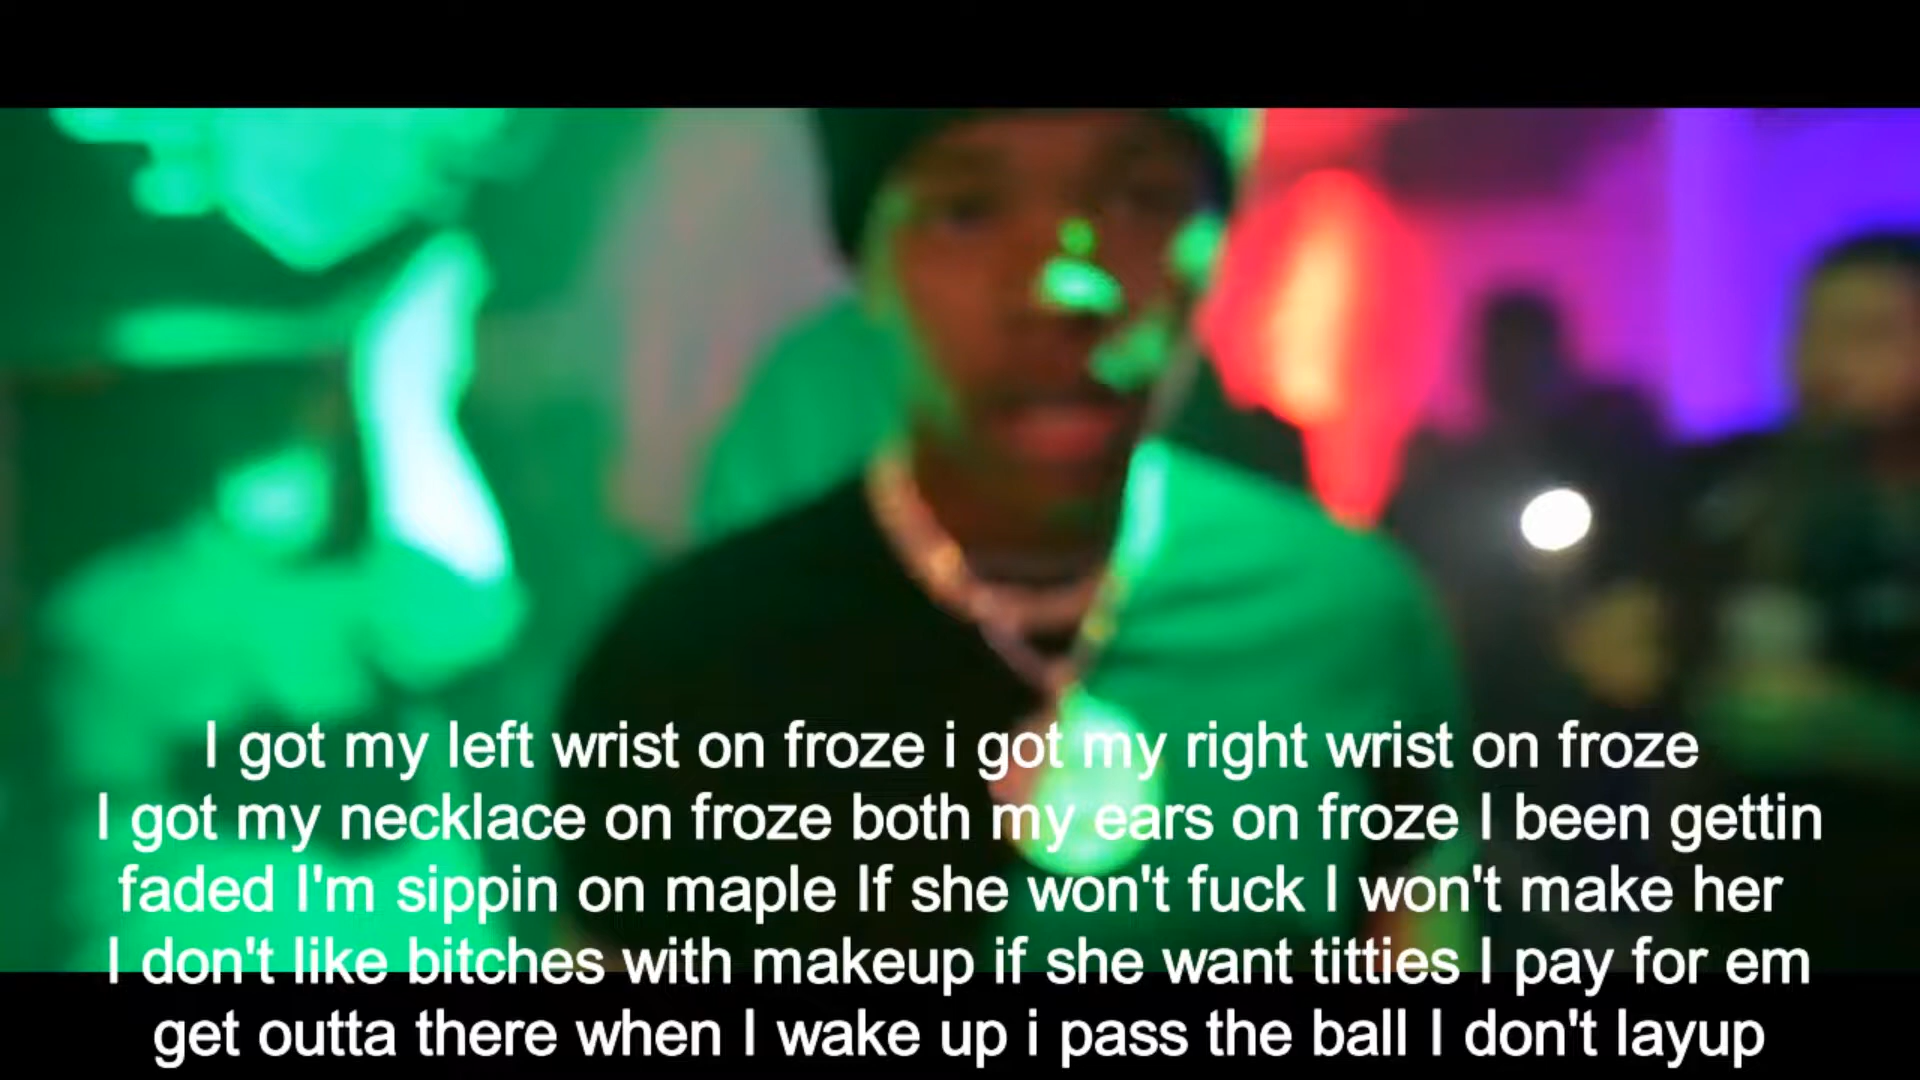 I got my left wrist on froze i got my right wrist on froze
I got my necklace on froze both my ears on froze I been gettin
faded I'm sippin on maple If she won't fuck I won't make her
I don't like bitches with makeup if she want titties I pay for em
get outta there when I wake up i pass the ball I don't layup